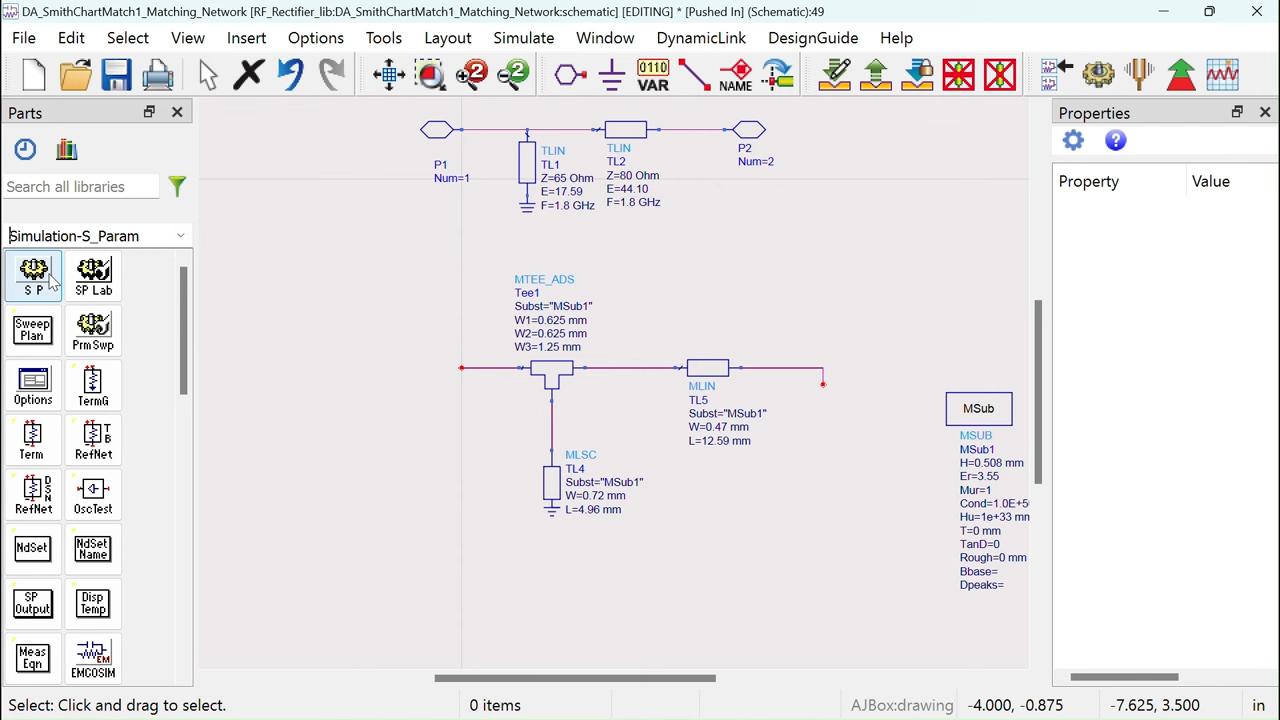 DA_SmithChartMatch1_Matching_Network [RF_Rectifier_lib:DA_SmithChartMatch1_Matching_Network:schematic] [EDITING] * [Pushed In] (Schematic):49
File Edit Select View Insert Options Tools Layout Simulate Window DynamicLink DesignGuide Help
2 2 0110 VAR NAME
Parts
Properties
Search all libraries
Property Value
Simulation-S_Param
S P
SP Lab
Sweep Plan
PrmSwp
Options
TermG
Term
RefNet
RefNet
OscTest
NdSet
NdSet Name
SP Output
Disp Temp
Meas Eqn
EMCOSIM
P1
Num=1
TLIN
TL1
Z=65 Ohm
E=17.59
F=1.8 GHz
TLIN
TL2
Z=80 Ohm
E=44.10
F=1.8 GHz
P2
Num=2
MTEE_ADS
Tee1
Subst="MSub1"
W1=0.625 mm
W2=0.625 mm
W3=1.25 mm
MLIN
TL5
Subst="MSub1"
W=0.47 mm
L=12.59 mm
MLSC
TL4
Subst="MSub1"
W=0.72 mm
L=4.96 mm
MSub
MSUB
MSub1
H=0.508 mm
Er=3.55
Mur=1
Cond=1.0E+5
Hu=1e+33 mm
T=0 mm
TanD=0
Rough=0 mm
Bbase=
Dpeaks=
Select: Click and drag to select. 0 items AJBox:drawing -4.000, -0.875 -7.625, 3.500 in